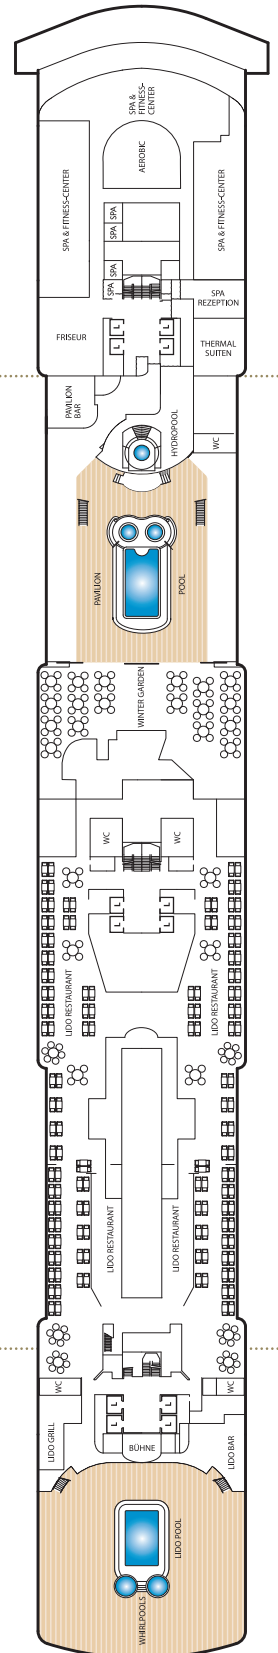 SPA &
FITNESS-
CENTER
AEROBIC
SPA & FITNESS-CENTER
SPA & FITNESS-CENTER
SPA
SPA
SPA
SPA
SPA
REZEPTION
L
L
L
L
FRISEUR
THERMAL
SUITEN
PAVILION
BAR
HYDROPOOL
WC
PAVILION
POOL
WINTER GARDEN
WC
WC
L
L
L
L
LIDO RESTAURANT
LIDO RESTAURANT
LIDO RESTAURANT
LIDO RESTAURANT
WC
WC
L
L
L
L
LIDO GRILL
BÜHNE
LIDO BAR
LIDO POOL
WHIRLPOOLS